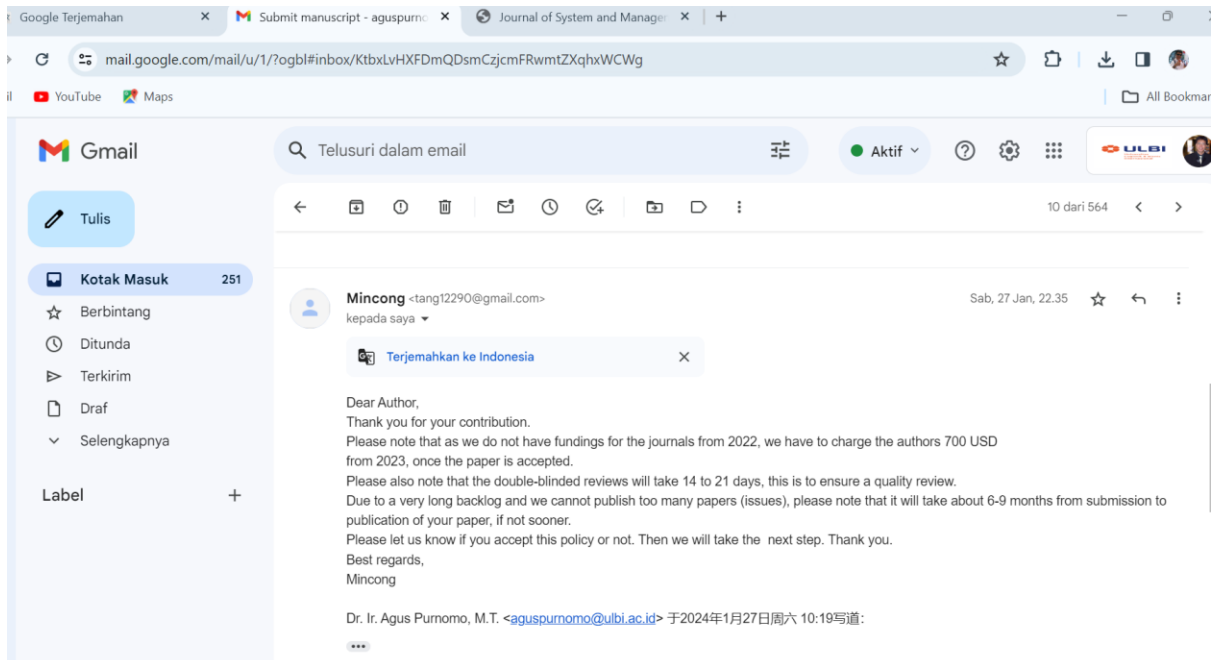 Google Terjemahan
Submit manuscript - aguspurno
Journal of System and Manager
mail.google.com/mail/u/1/?ogbl#inbox/KtbxLvHXFDmQDsmCzjcmFRwmtZXqhxWCWg
YouTube
Maps
All Bookmar
Gmail
Telusuri dalam email
Aktif
ULBI
Tulis
10 dari 564
Kotak Masuk 251
Berbintang
Ditunda
Terkirim
Draf
Selengkapnya
Label
Mincong <tang12290@gmail.com>
Sab, 27 Jan, 22.35
kepada saya
Terjemahkan ke Indonesia
Dear Author,
Thank you for your contribution.
Please note that as we do not have fundings for the journals from 2022, we have to charge the authors 700 USD
from 2023, once the paper is accepted.
Please also note that the double-blinded reviews will take 14 to 21 days, this is to ensure a quality review.
Due to a very long backlog and we cannot publish too many papers (issues), please note that it will take about 6-9 months from submission to
publication of your paper, if not sooner.
Please let us know if you accept this policy or not. Then we will take the next step. Thank you.
Best regards,
Mincong
Dr. Ir. Agus Purnomo, M.T. <aguspurnomo@ulbi.ac.id> 于2024年1月27日周六 10:19写道：